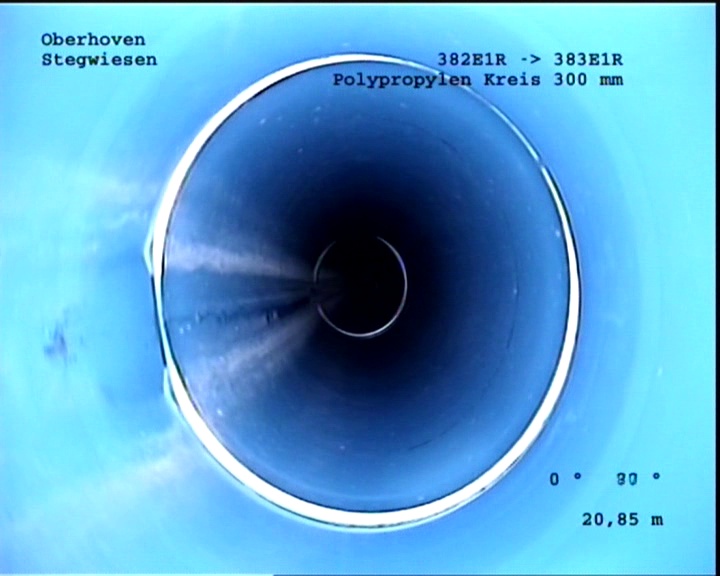 Oberhoven
Stegwiesen
382E1R -> 383E1R
Polypropylen Kreis 300 mm
0 °
20,85 m